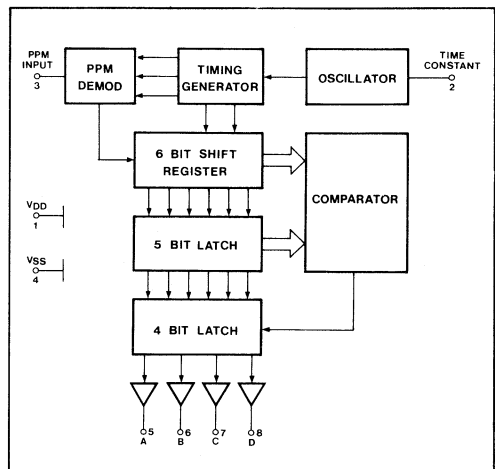 PPM
INPUT
3
PPM
DEMOD
TIMING
GENERATOR
OSCILLATOR
TIME
CONSTANT
2
6 BIT SHIFT
REGISTER
COMPARATOR
VDD
1
5 BIT LATCH
VSS
4
4 BIT LATCH
5
A
6
B
7
C
8
D